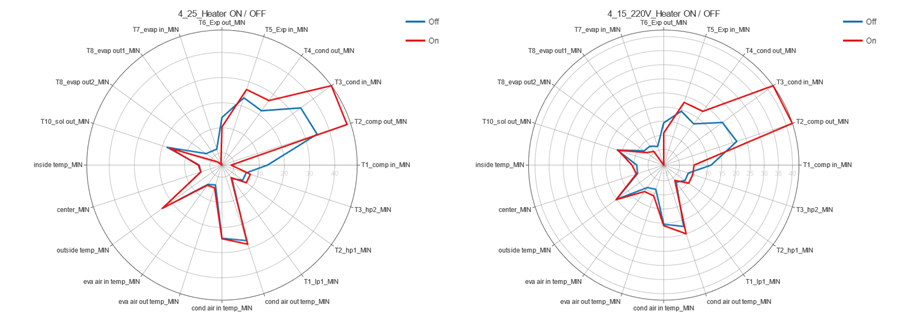 4_25_Heater ON / OFF
T6_Exp out_MIN
T7_evap in_MIN
T5_Exp in_MIN
Off
On
T8_evap out1_MIN
T4_cond out_MIN
T8_evap out2_MIN
T3_cond in_MIN
T10_sol out_MIN
T2_comp out_MIN
inside temp_MIN
T1_comp in_MIN
center_MIN
T3_hp2_MIN
outside temp_MIN
T2_hp1_MIN
eva air in temp_MIN
T1_lp1_MIN
eva air out temp_MIN
cond air out temp_MIN
cond air in temp_MIN
4_15_220V_Heater ON / OFF
T6_Exp out_MIN
T7_evap in_MIN
T5_Exp in_MIN
Off
On
T8_evap out1_MIN
T4_cond out_MIN
T8_evap out2_MIN
T3_cond in_MIN
T10_sol out_MIN
T2_comp out_MIN
inside temp_MIN
T1_comp in_MIN
center_MIN
T3_hp2_MIN
outside temp_MIN
T2_hp1_MIN
eva air in temp_MIN
T1_lp1_MIN
eva air out temp_MIN
cond air out temp_MIN
cond air in temp_MIN